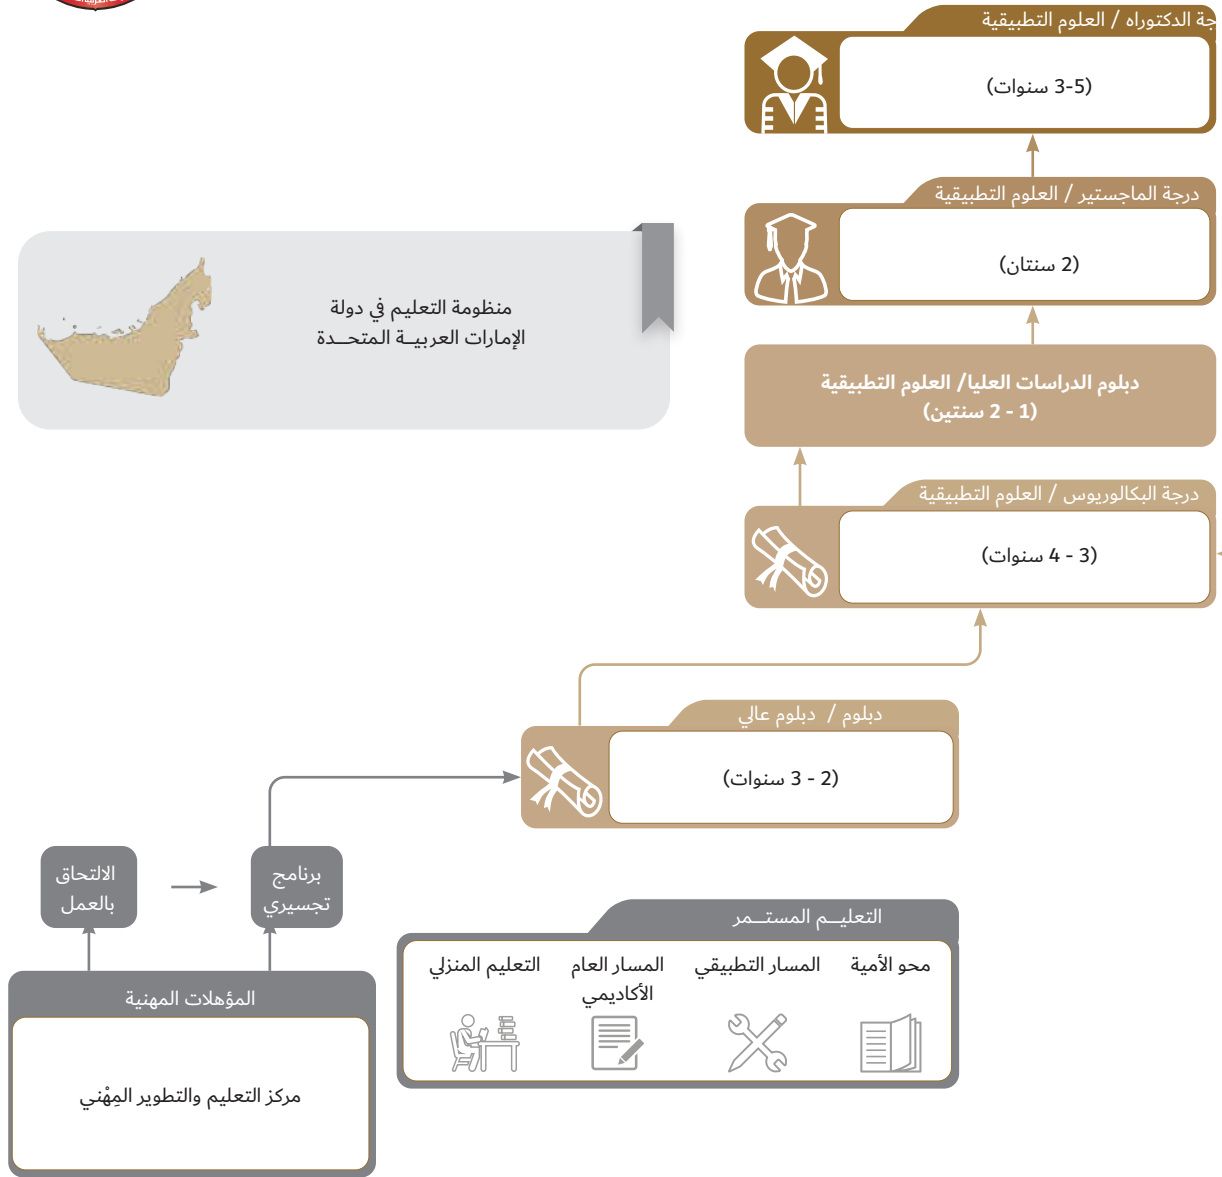 جة الدكتوراه / العلوم التطبيقية
(3-5 سنوات)
درجة الماجستير / العلوم التطبيقية
(2 سنتان)
منظومة التعليم في دولة
الإمارات العربيــة المتحــدة
دبلوم الدراسات العليا/ العلوم التطبيقية
(1 - 2 سنتين)
درجة البكالوريوس / العلوم التطبيقية
(3 - 4 سنوات)
دبلوم / دبلوم عالي
(2 - 3 سنوات)
برنامج
تجسيري
الالتحاق
بالعمل
التعليــم المستــمر
محو الأمية
المسار التطبيقي
المسار العام
الأكاديمي
التعليم المنزلي
المؤهلات المهنية
مركز التعليم والتطوير المِهْني